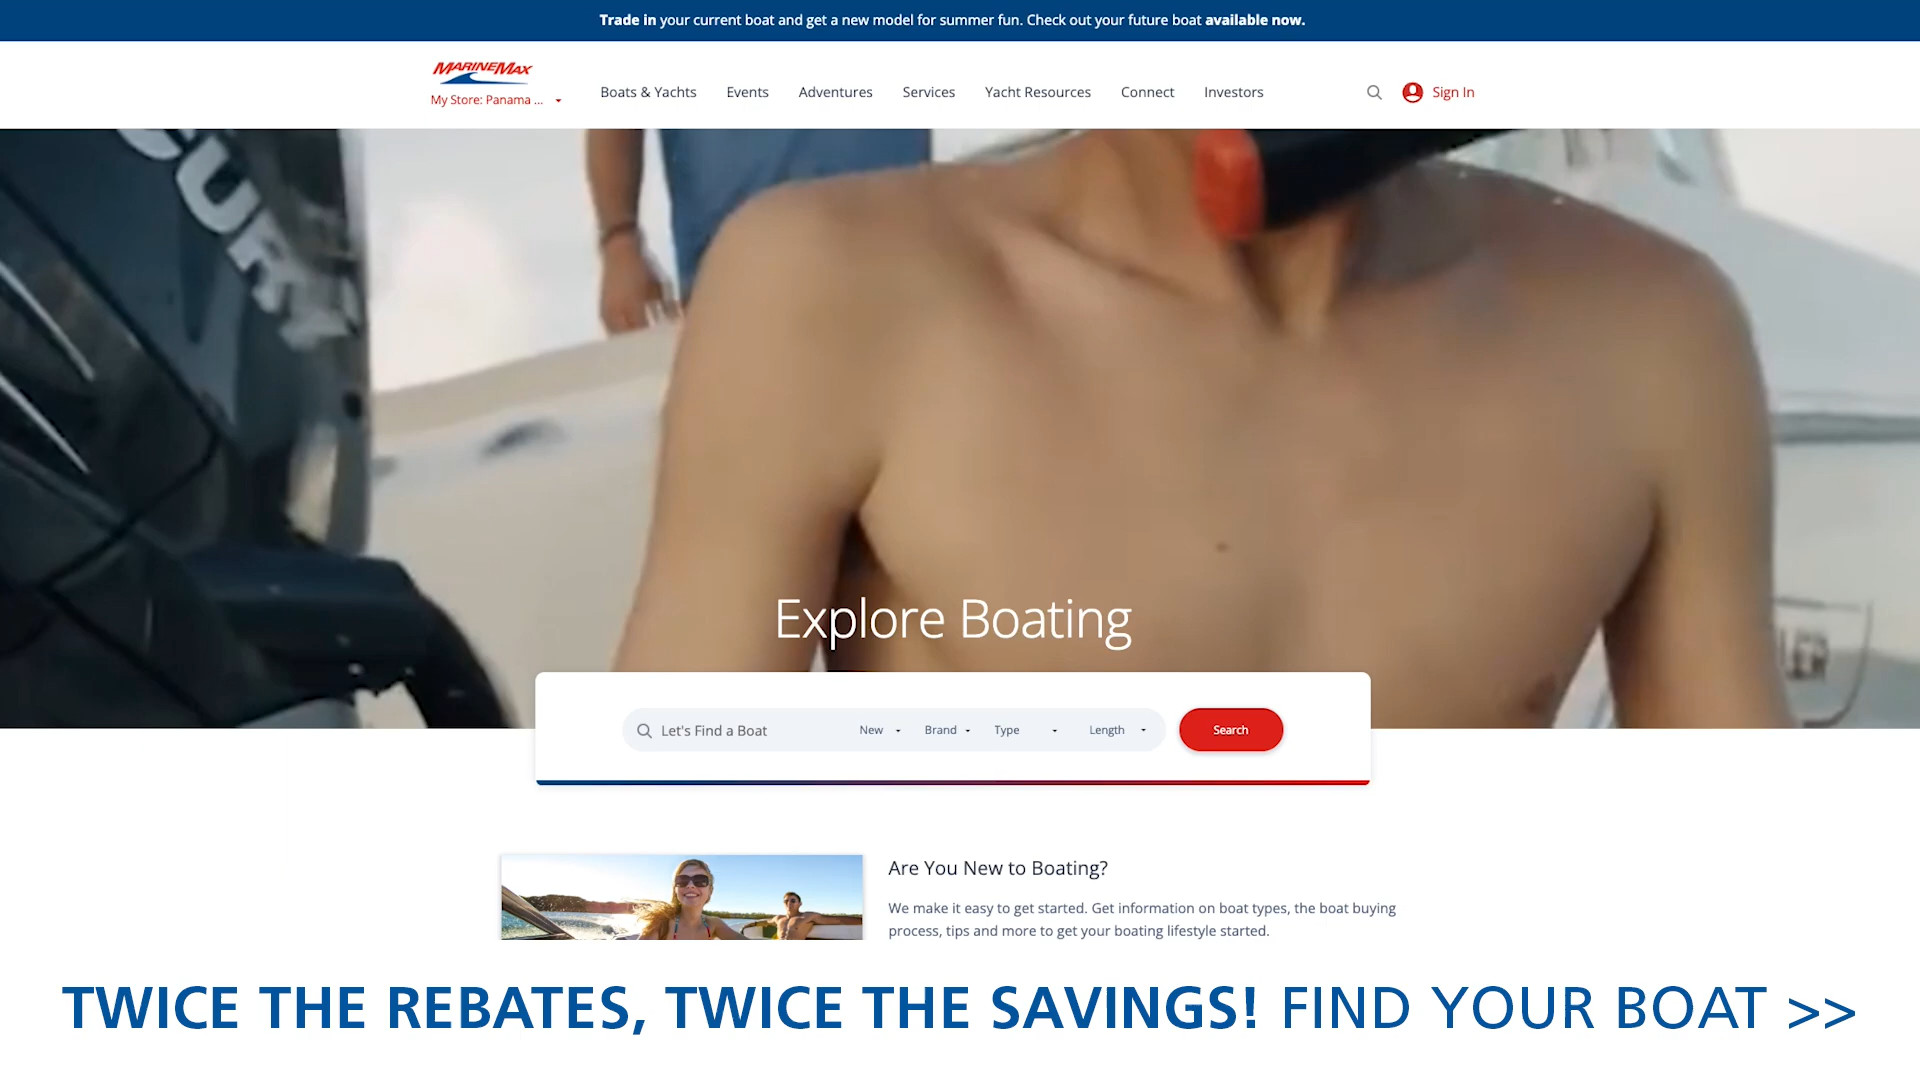 Trade in your current boat and get a new model for summer fun. Check out your future boat available now.
MARINEMAX
My Store: Panama ...
Boats & Yachts
Events
Adventures
Services
Yacht Resources
Connect
Investors
Sign In
CUR
Explore Boating
LER
Let's Find a Boat
New
Brand
Type
Length
Search
Are You New to Boating?
We make it easy to get started. Get information on boat types, the boat buying
process, tips and more to get your boating lifestyle started.
TWICE THE REBATES, TWICE THE SAVINGS! FIND YOUR BOAT >>